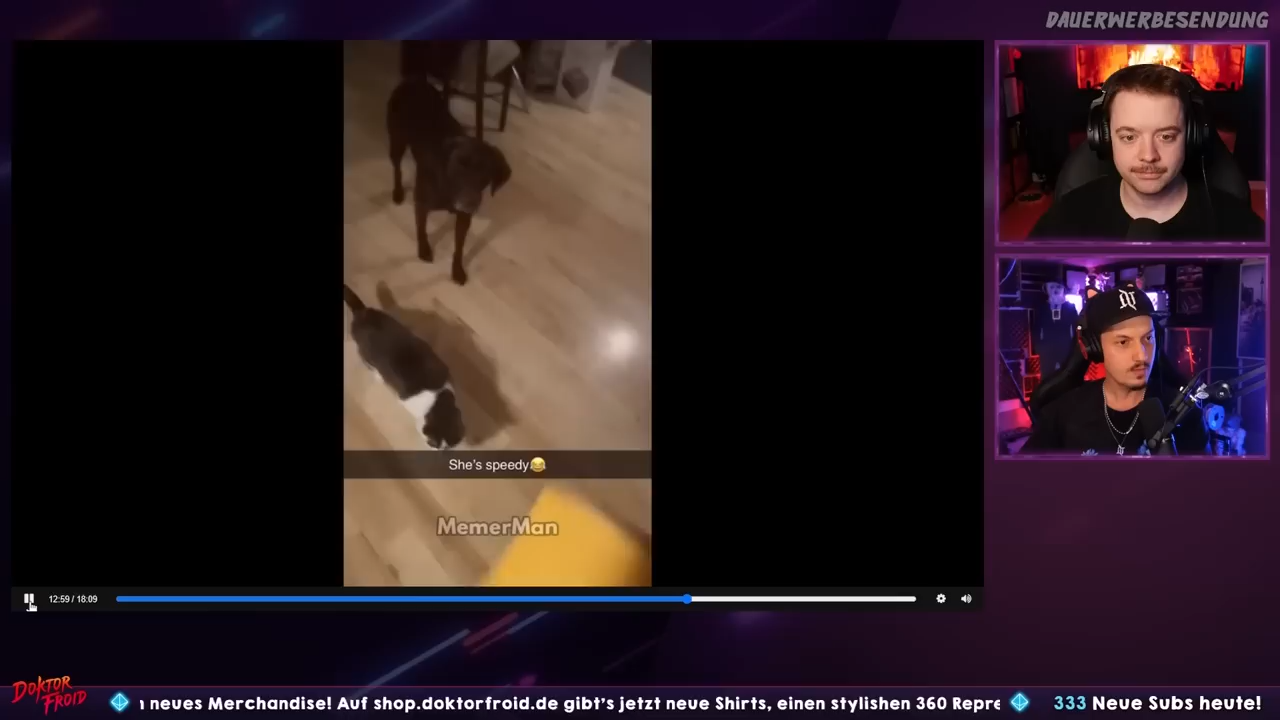 DAUERWERBESENDUNG
She's speedy😂
MemerMan
12:59 / 18:09
DOKTOR
FROID
neues Merchandise! Auf shop.doktorfroid.de gibt's jetzt neue Shirts, einen stylishen 360 Repre
333 Neue Subs heute!